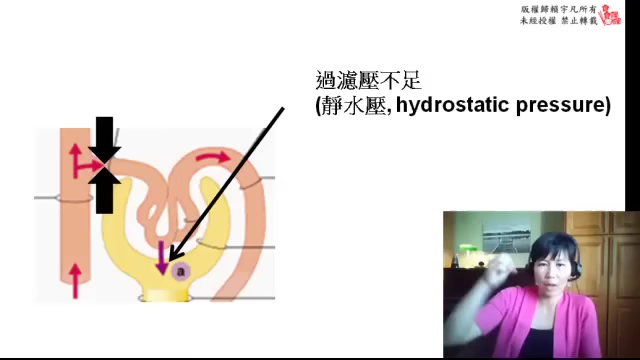 版權歸賴宇凡所有
未經授權 禁止轉載
過濾壓不足
(靜水壓, hydrostatic pressure)
a